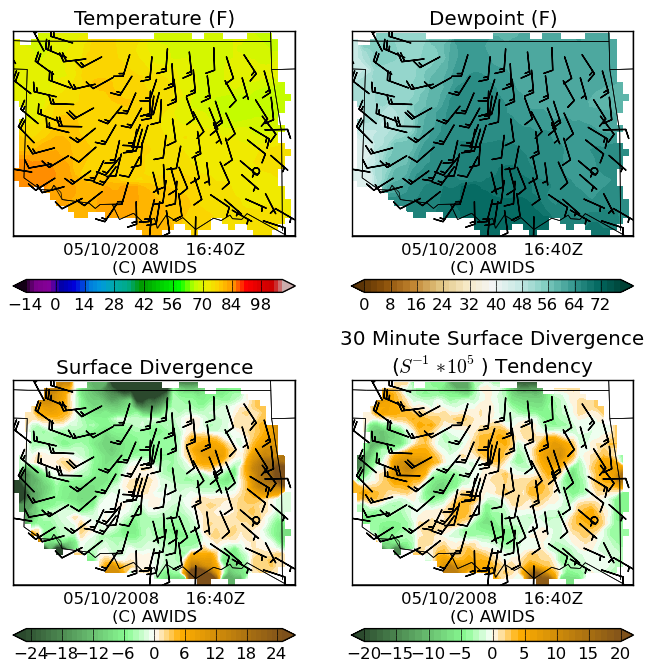 Temperature (F)
05/10/2008 16:40Z
(C) AWIDS
−14 0 14 28 42 56 70 84 98
Dewpoint (F)
05/10/2008 16:40Z
(C) AWIDS
0 8 16 24 32 40 48 56 64 72
Surface Divergence
05/10/2008 16:40Z
(C) AWIDS
−24 −18 −12 −6 0 6 12 18 24
30 Minute Surface Divergence
(S⁻¹ *10⁵ ) Tendency
05/10/2008 16:40Z
(C) AWIDS
−20 −15 −10 −5 0 5 10 15 20